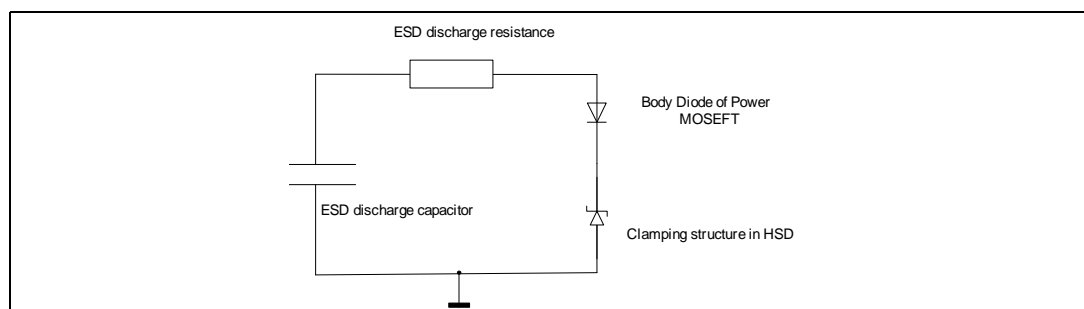 ESD discharge resistance
Body Diode of Power
MOSEFT
ESD discharge capacitor
Clamping structure in HSD